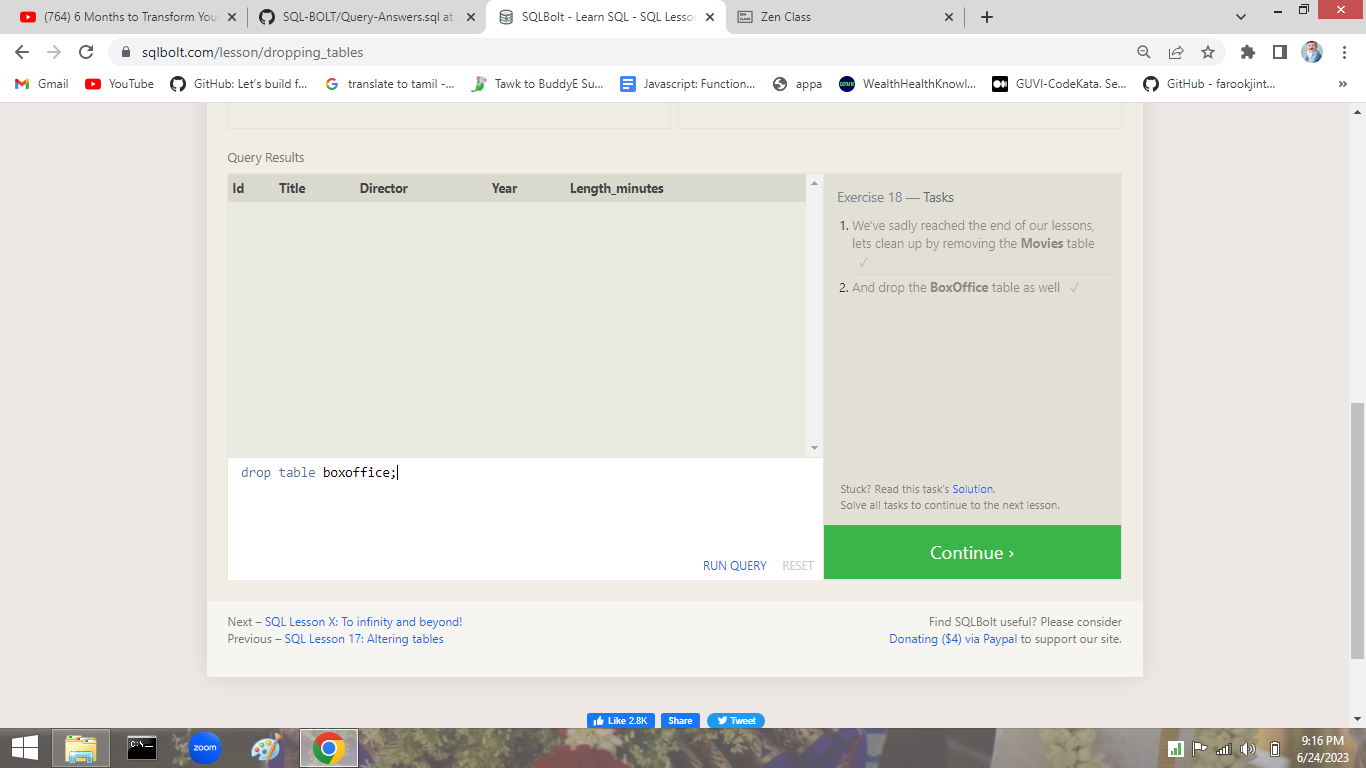 (764) 6 Months to Transform You
SQL-BOLT/Query-Answers.sql at
SQLBolt - Learn SQL - SQL Lesso
Zen Class
sqlbolt.com/lesson/dropping_tables
Gmail
YouTube
GitHub: Let's build f...
translate to tamil -...
Tawk to BuddyE Su...
Javascript: Function...
appa
WealthHealthKnowl...
GUVI-CodeKata. Se...
GitHub - farookjint...
»
Query Results
Id Title Director Year Length_minutes
Exercise 18 — Tasks
1. We've sadly reached the end of our lessons,
lets clean up by removing the Movies table
✓
2. And drop the BoxOffice table as well ✓
drop table boxoffice;
Stuck? Read this task's Solution.
Solve all tasks to continue to the next lesson.
RUN QUERY RESET
Continue ›
Next – SQL Lesson X: To infinity and beyond!
Previous – SQL Lesson 17: Altering tables
Find SQLBolt useful? Please consider
Donating ($4) via Paypal to support our site.
Like 2.8K
Share
Tweet
C:\
zoom
9:16 PM
6/24/2023